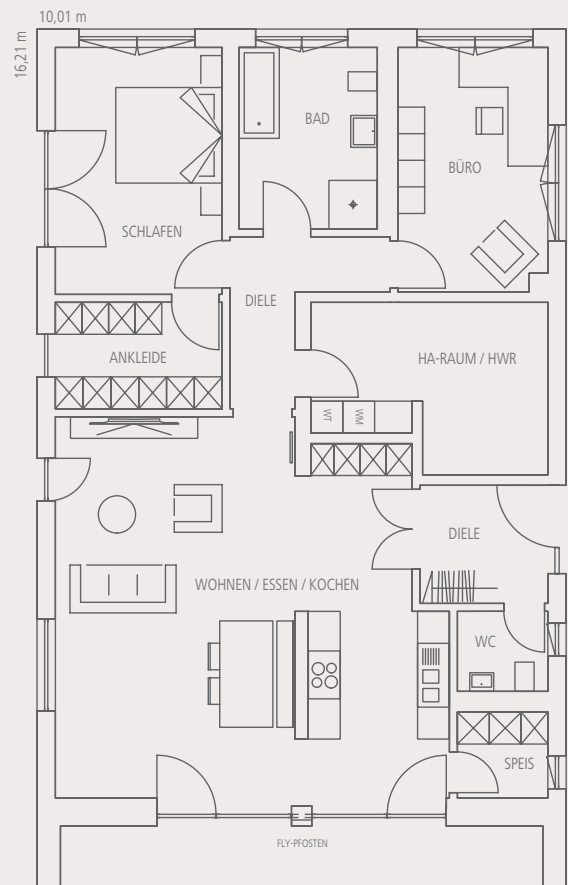 10,01 m
16,21 m
BAD
BÜRO
SCHLAFEN
DIELE
ANKLEIDE
HA-RAUM / HWR
WT
WM
DIELE
WOHNEN / ESSEN / KOCHEN
WC
SPEIS
FLY-PFOSTEN